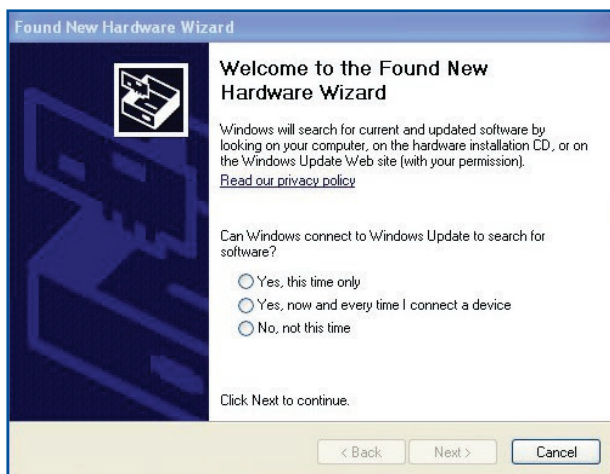 Found New Hardware Wizard
Welcome to the Found New
Hardware Wizard
Windows will search for current and updated software by
looking on your computer, on the hardware installation CD, or on
the Windows Update Web site (with your permission).
Read our privacy policy
Can Windows connect to Windows Update to search for
software?
Yes, this time only
Yes, now and every time I connect a device
No, not this time
Click Next to continue.
< Back
Next >
Cancel